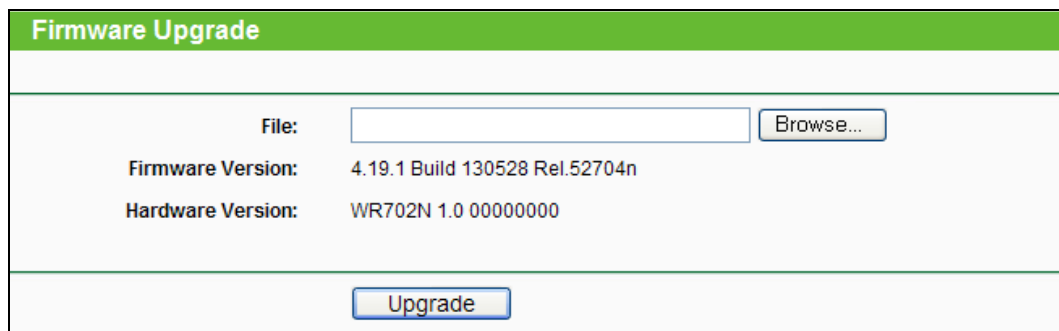 Firmware Upgrade
File:
Browse...
Firmware Version: 4.19.1 Build 130528 Rel.52704n
Hardware Version: WR702N 1.0 00000000
Upgrade